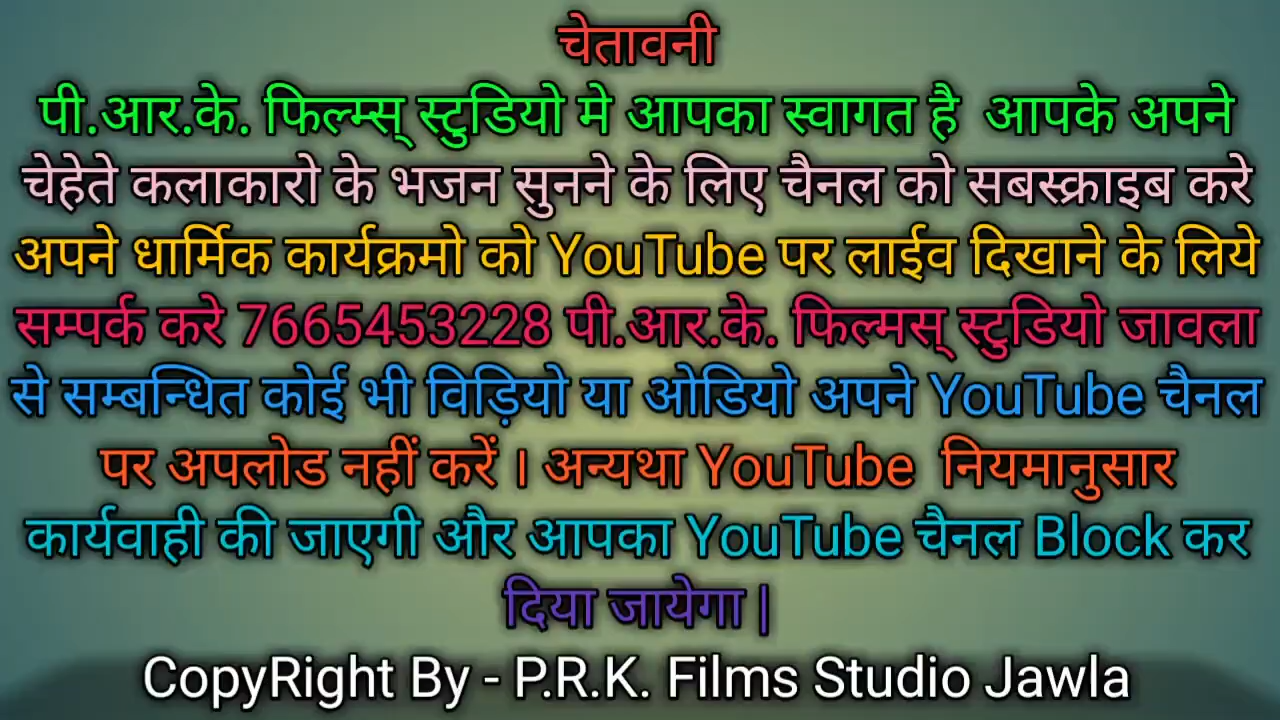 चेतावनी
पी.आर.के. फिल्म्स् स्टुडियो मे आपका स्वागत है आपके अपने
चेहेते कलाकारो के भजन सुनने के लिए चैनल को सबस्क्राइब करे
अपने धार्मिक कार्यक्रमो को YouTube पर लाईव दिखाने के लिये
सम्पर्क करे 7665453228 पी.आर.के. फिल्मस् स्टुडियो जावला
से सम्बन्धित कोई भी विड़ियो या ओडियो अपने YouTube चैनल
पर अपलोड नहीं करें । अन्यथा YouTube नियमानुसार
कार्यवाही की जाएगी और आपका YouTube चैनल Block कर
दिया जायेगा |
CopyRight By - P.R.K. Films Studio Jawla